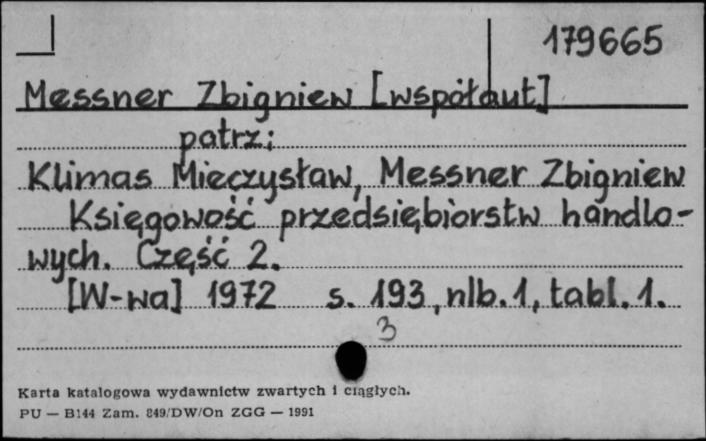 179665
Messner Zbigniew [współaut]
patrz:
Klimas Mieczysław, Messner Zbigniew
Księgowość przedsiębiorstw handlo-
wych. Część 2.
[W-wa] 1972 s. 193, nlb. 1, tabl. 1.
3
Karta katalogowa wydawnictw zwartych i ciągłych.
PU — B144 Zam. 849/DW/On ZGG — 1991